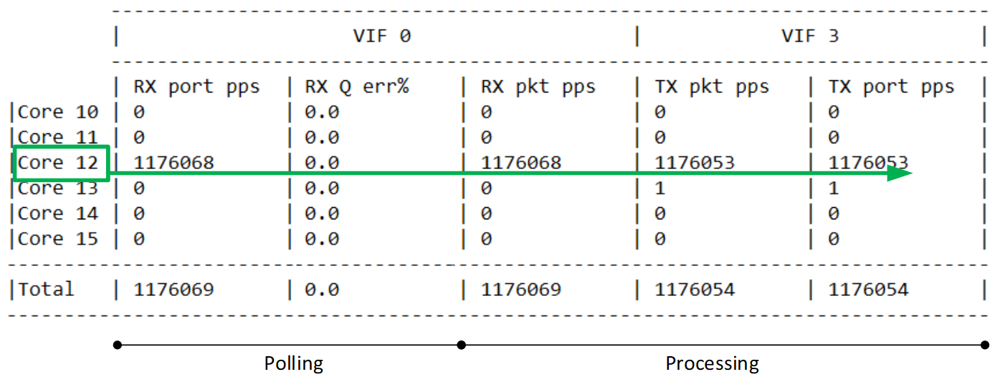 | VIF 0 | VIF 3 |
| RX port pps | RX Q err% | RX pkt pps | TX pkt pps | TX port pps |
|Core 10 | 0 | 0.0 | 0 | 0 | 0 |
|Core 11 | 0 | 0.0 | 0 | 0 | 0 |
|Core 12 | 1176068 | 0.0 | 1176068 | 1176053 | 1176053 |
|Core 13 | 0 | 0.0 | 0 | 1 | 1 |
|Core 14 | 0 | 0.0 | 0 | 0 | 0 |
|Core 15 | 0 | 0.0 | 0 | 0 | 0 |
|Total | 1176069 | 0.0 | 1176069 | 1176054 | 1176054 |
Polling Processing